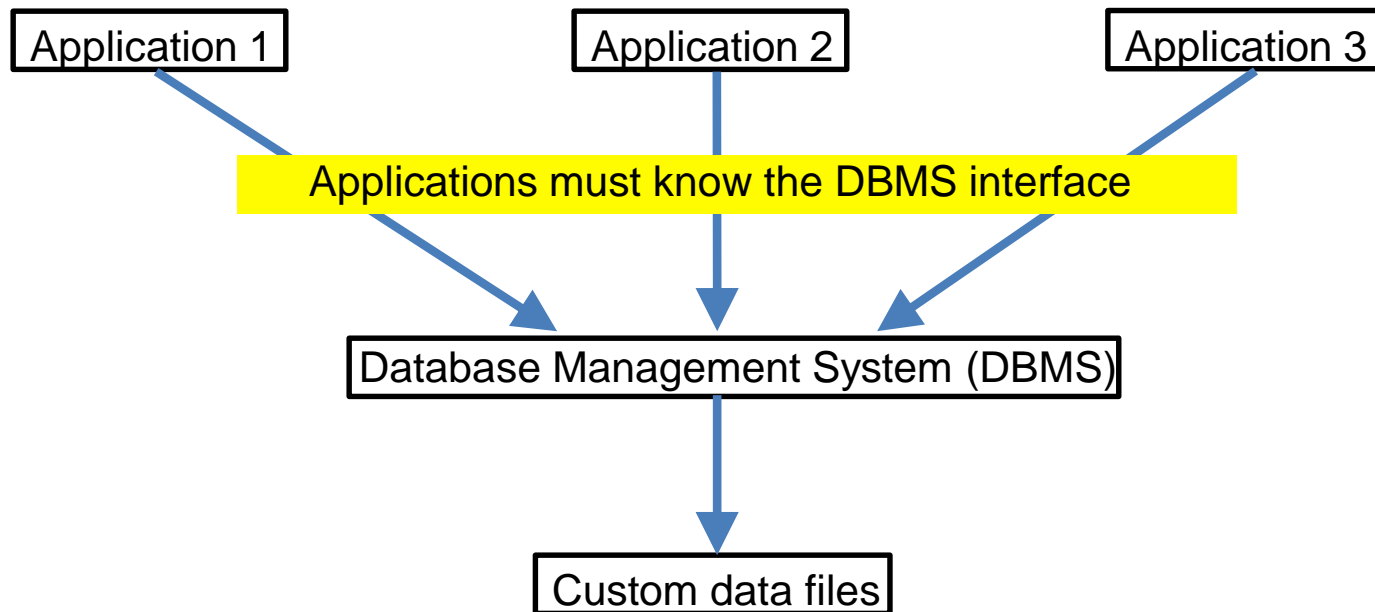 Application 1
Application 2
Application 3
Applications must know the DBMS interface
Database Management System (DBMS)
Custom data files